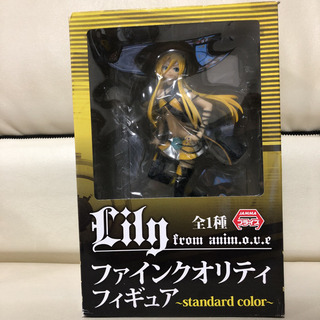 Lily
全1種
JAMMA
from anim.o.v.e
ファインクオリティ
フィギュア
~standard color~